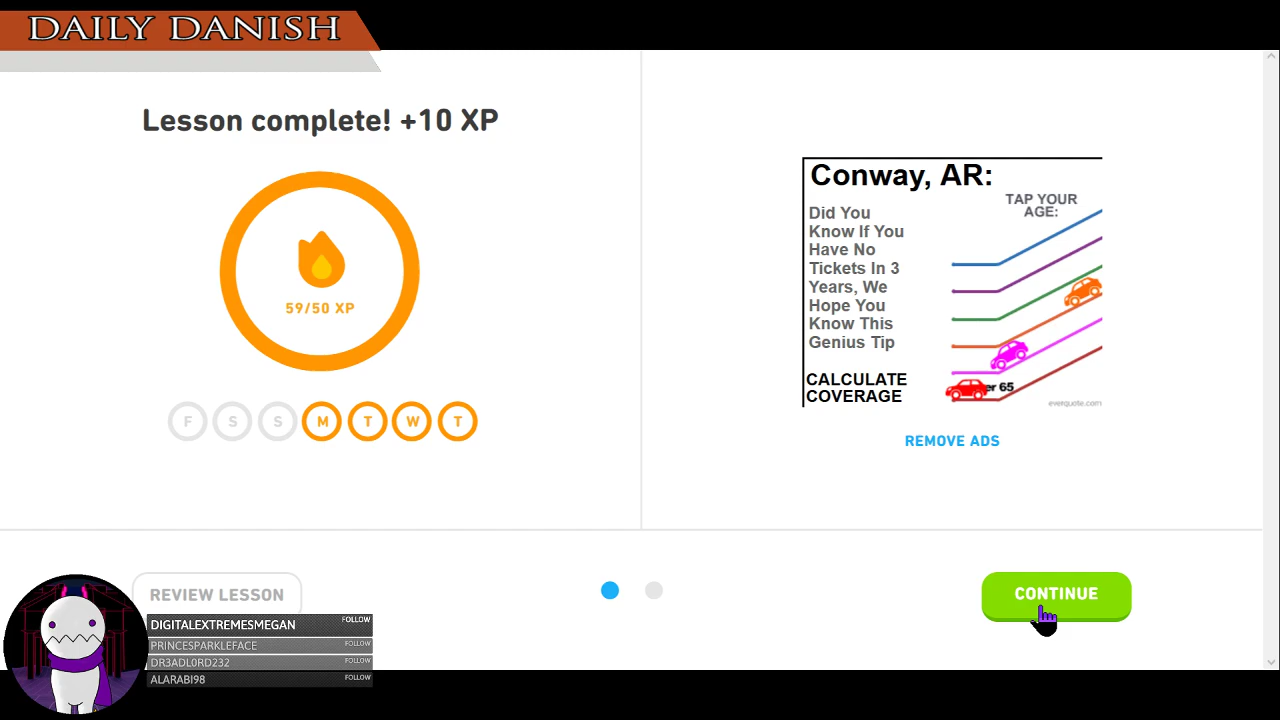 DAILY DANISH
Lesson complete! +10 XP
59/50 XP
F S S M T W T
Conway, AR:
Did You
Know If You
Have No
Tickets In 3
Years, We
Hope You
Know This
Genius Tip
CALCULATE
COVERAGE
TAP YOUR
AGE:
er 65
everquote.com
REMOVE ADS
REVIEW LESSON
CONTINUE
DIGITALEXTREMESMEGAN FOLLOW
PRINCESPARKLEFACE FOLLOW
DR3ADL0RD232 FOLLOW
ALARABI98 FOLLOW